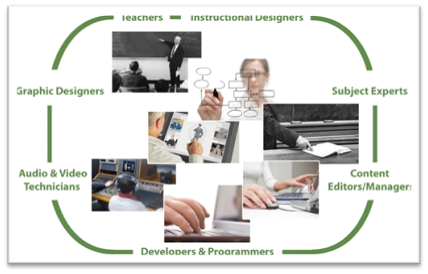 Teachers
Instructional Designers
Graphic Designers
Subject Experts
Audio & Video
Technicians
Content
Editors/Managers
Developers & Programmers